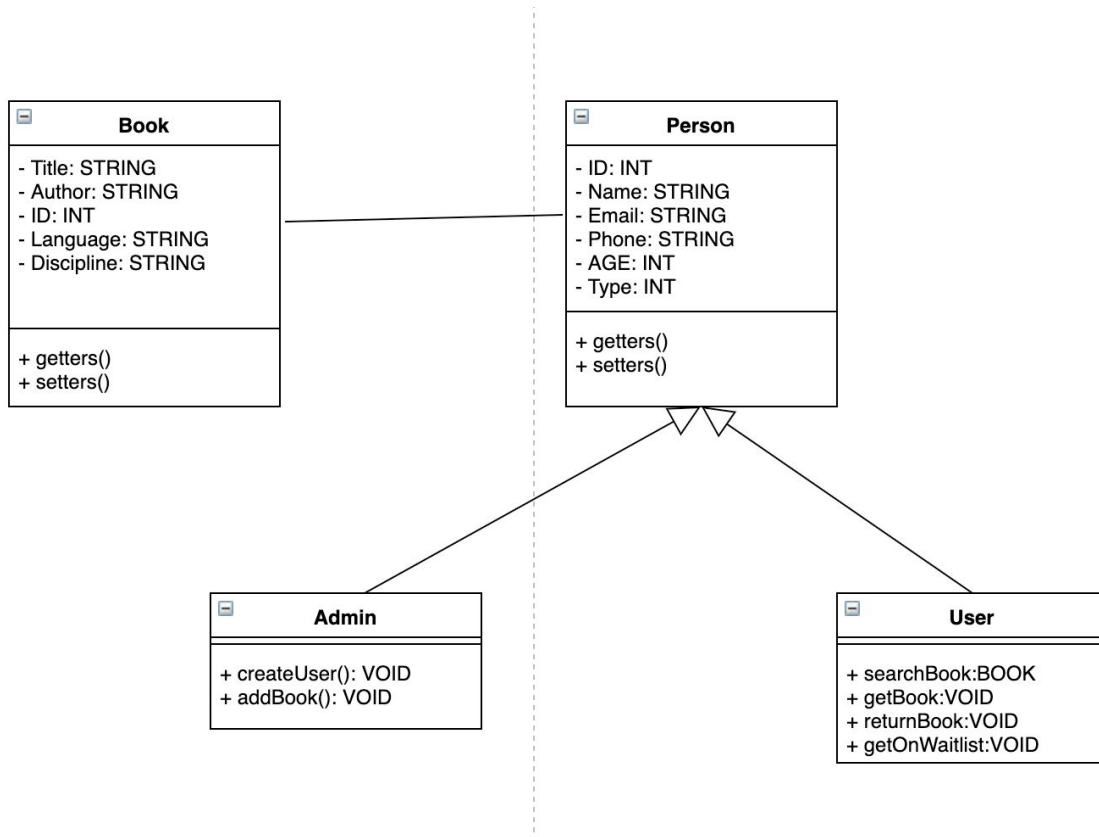 Book
- Title: STRING
- Author: STRING
- ID: INT
- Language: STRING
- Discipline: STRING
+ getters()
+ setters()
Person
- ID: INT
- Name: STRING
- Email: STRING
- Phone: STRING
- AGE: INT
- Type: INT
+ getters()
+ setters()
Admin
+ createUser(): VOID
+ addBook(): VOID
User
+ searchBook:BOOK
+ getBook:VOID
+ returnBook:VOID
+ getOnWaitlist:VOID